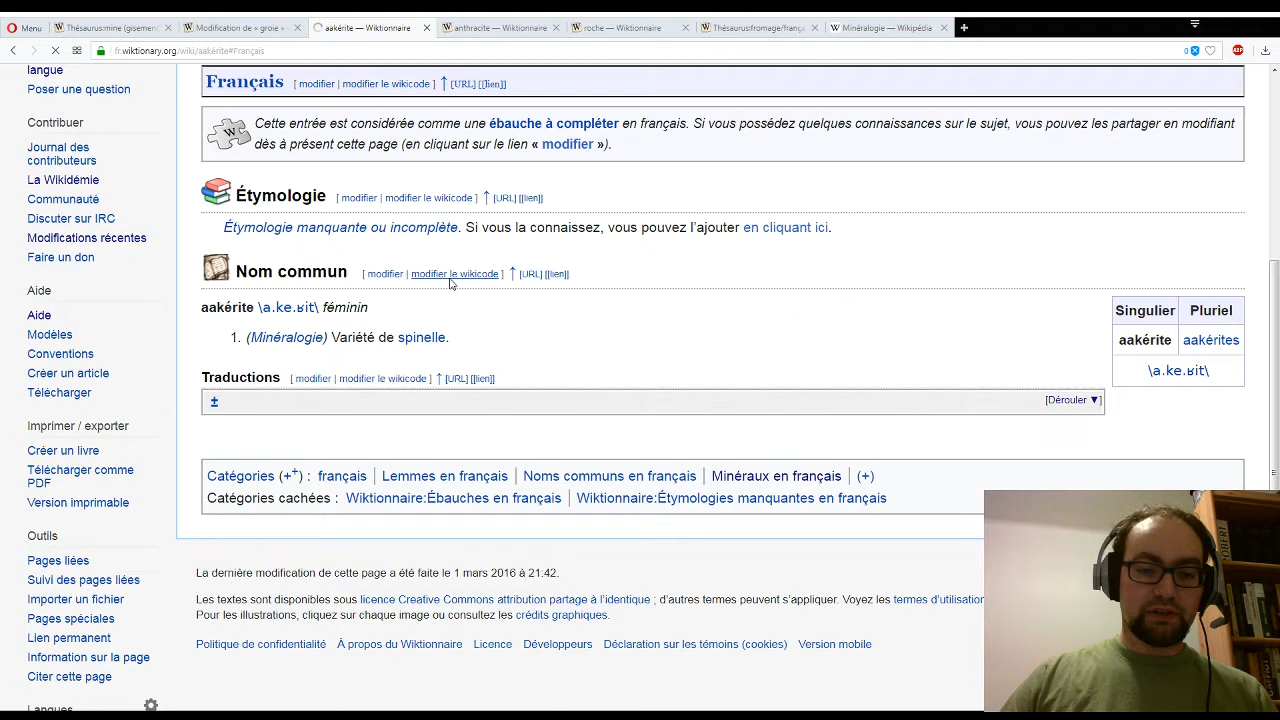 Menu
Thésaurus:mine (gisemen
Modification de « groie »
aakérite — Wiktionnaire
anthracite — Wiktionnaire
roche — Wiktionnaire
Thésaurus:fromage/françai
Minéralogie — Wikipédia
fr.wiktionary.org/wiki/aakérite#Français
0
ABP
langue
Poser une question
Contribuer
Journal des
contributeurs
La Wikidémie
Communauté
Discuter sur IRC
Modifications récentes
Faire un don
Aide
Aide
Modèles
Conventions
Créer un article
Télécharger
Imprimer / exporter
Créer un livre
Télécharger comme
PDF
Version imprimable
Outils
Pages liées
Suivi des pages liées
Importer un fichier
Pages spéciales
Lien permanent
Information sur la page
Citer cette page
Langues
Français [ modifier | modifier le wikicode ] ↑ [URL] [[lien]]
Cette entrée est considérée comme une ébauche à compléter en français. Si vous possédez quelques connaissances sur le sujet, vous pouvez les partager en modifiant
dès à présent cette page (en cliquant sur le lien « modifier »).
Étymologie [ modifier | modifier le wikicode ] ↑ [URL] [[lien]]
Étymologie manquante ou incomplète. Si vous la connaissez, vous pouvez l’ajouter en cliquant ici.
Nom commun [ modifier | modifier le wikicode ] ↑ [URL] [[lien]]
aakérite \a.ke.ʁit\ féminin
1. (Minéralogie) Variété de spinelle.
Singulier Pluriel
aakérite aakérites
\a.ke.ʁit\
Traductions [ modifier | modifier le wikicode ] ↑ [URL] [[lien]]
± [Dérouler ▼]
Catégories (+⁺) : français | Lemmes en français | Noms communs en français | Minéraux en français | (+)
Catégories cachées : Wiktionnaire:Ébauches en français | Wiktionnaire:Étymologies manquantes en français
La dernière modification de cette page a été faite le 1 mars 2016 à 21:42.
Les textes sont disponibles sous licence Creative Commons attribution partage à l’identique ; d’autres termes peuvent s’appliquer. Voyez les termes d’utilisation
Pour les illustrations, cliquez sur chaque image ou consultez les crédits graphiques.
Politique de confidentialité À propos du Wiktionnaire Licence Développeurs Déclaration sur les témoins (cookies) Version mobile